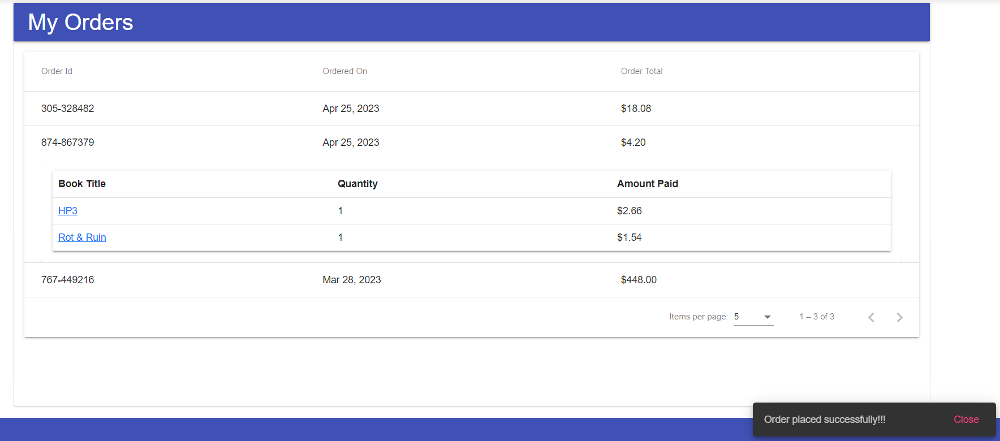 My Orders
Order Id Ordered On Order Total
305-328482 Apr 25, 2023 $18.08
874-867379 Apr 25, 2023 $4.20
Book Title Quantity Amount Paid
HP3 1 $2.66
Rot & Ruin 1 $1.54
767-449216 Mar 28, 2023 $448.00
Items per page: 5 1 – 3 of 3
Order placed successfully!!! Close